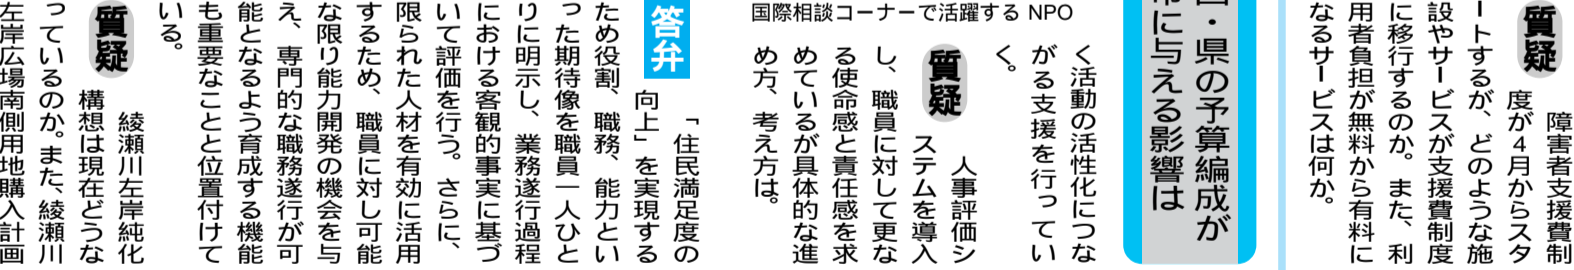 質疑
障害者支援費制
度が4月からスタ
ートするが、どのような施
設やサービスが支援費制度
に移行するのか。また、利
用者負担が無料から有料に
なるサービスは何か。
・県の予算編成が
に与える影響は
国際相談コーナーで活躍する NPO
く活動の活性化につな
がる支援を行ってい
く。
質疑
人事評価シ
ステムを導入
し、職員に対して更な
る使命感と責任感を求
めているが具体的な進
め方、考え方は。
答弁
「住民満足度の
向上」を実現する
ため役割、職務、能力とい
った期待像を職員一人ひと
りに明示し、業務遂行過程
における客観的事実に基づ
いて評価を行う。さらに、
限られた人材を有効に活用
するため、職員に対し可能
な限り能力開発の機会を与
え、専門的な職務遂行が可
能となるよう育成する機能
も重要なことと位置付けて
いる。
質疑
綾瀬川左岸純化
構想は現在どうな
っているのか。また、綾瀬川
左岸広場南側用地購入計画